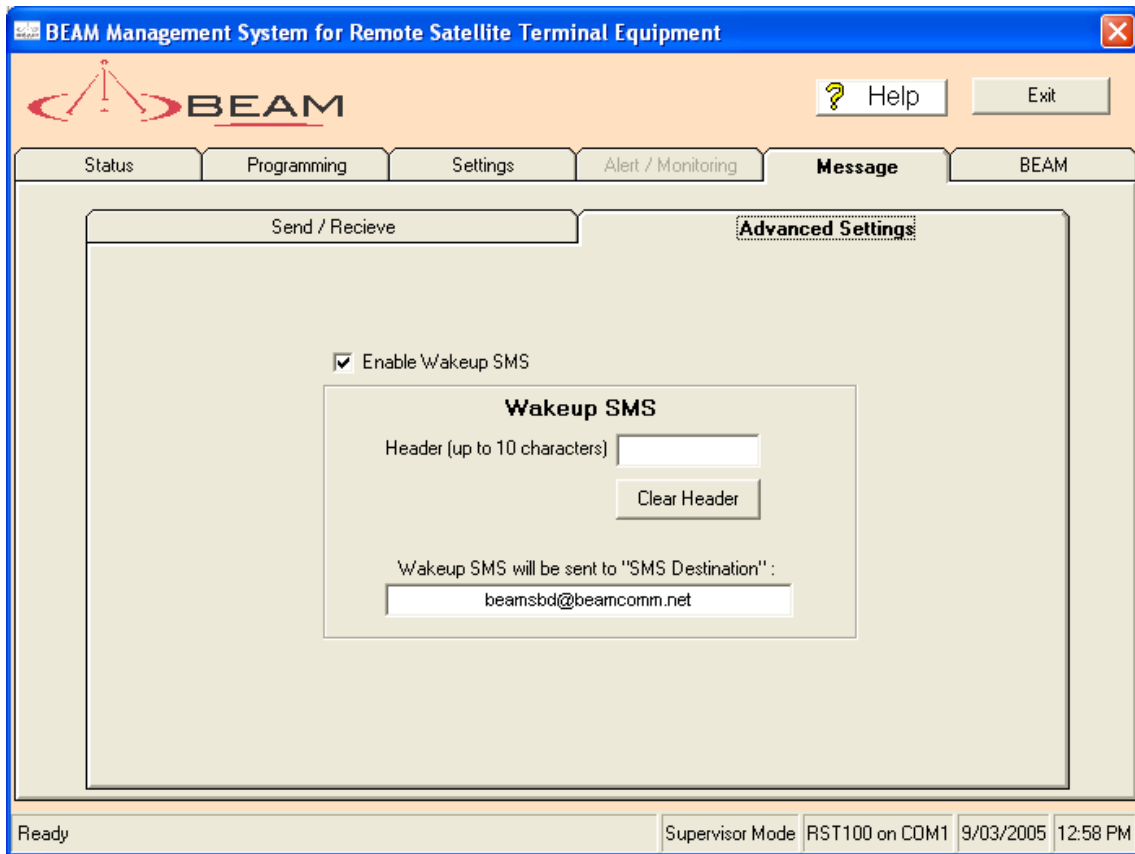 BEAM Management System for Remote Satellite Terminal Equipment
BEAM
? Help
Exit
Status
Programming
Settings
Alert / Monitoring
Message
BEAM
Send / Recieve
Advanced Settings
Enable Wakeup SMS
Wakeup SMS
Header (up to 10 characters)
Clear Header
Wakeup SMS will be sent to "SMS Destination" :
beamsbd@beamcomm.net
Ready
Supervisor Mode
RST100 on COM1
9/03/2005
12:58 PM